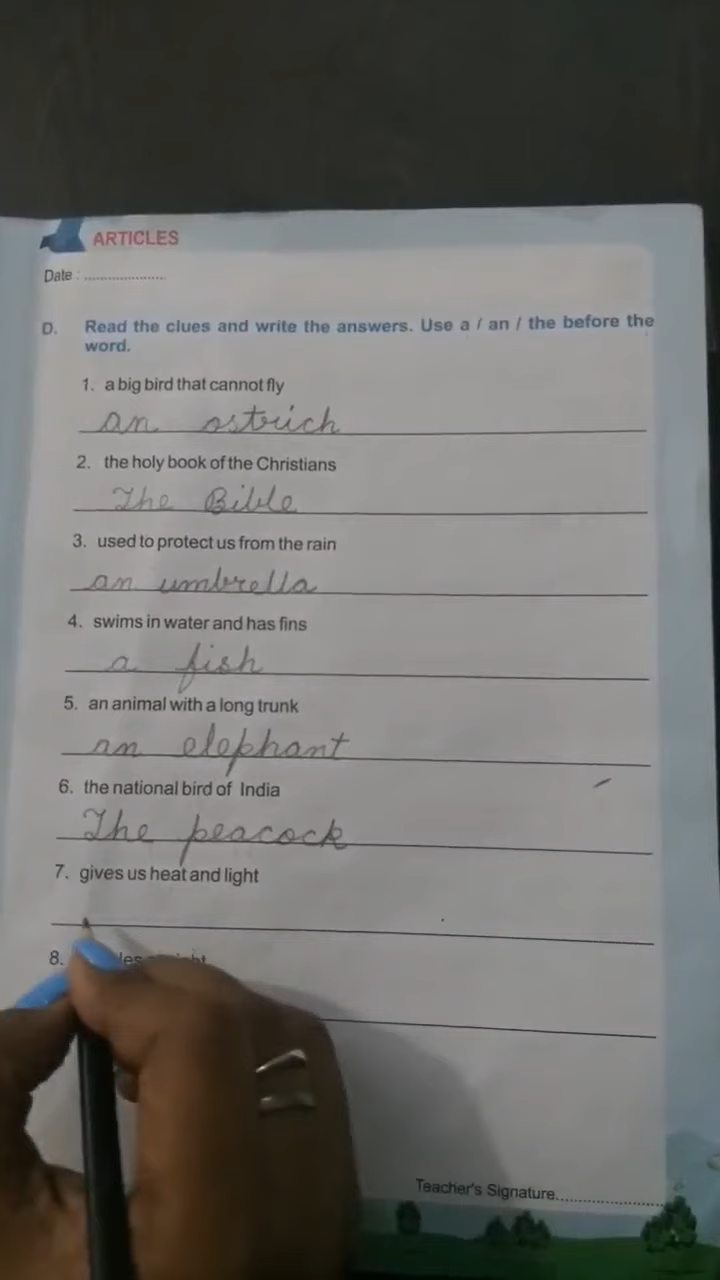 ARTICLES
Date : ....................
D. Read the clues and write the answers. Use a / an / the before the
word.
1. a big bird that cannot fly
an ostrich
2. the holy book of the Christians
The Bible
3. used to protect us from the rain
an umbrella
4. swims in water and has fins
a fish
5. an animal with a long trunk
an elephant
6. the national bird of India
The peacock
7. gives us heat and light
8.
Teacher's Signature........................